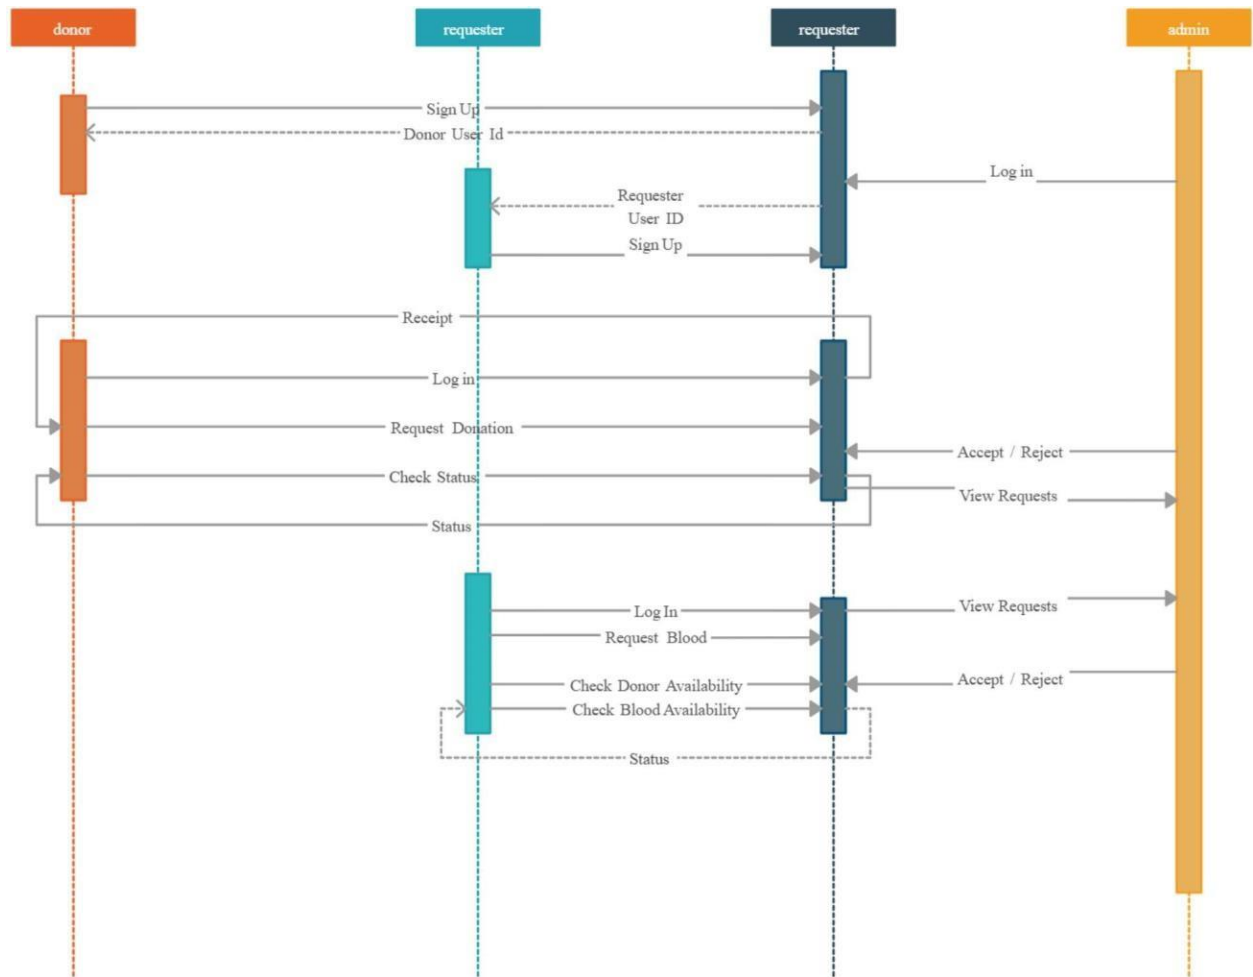 donor
requester
requester
admin
Sign Up
Donor User Id
Log in
Requester
User ID
Sign Up
Receipt
Log in
Request Donation
Accept / Reject
Check Status
View Requests
Status
Log In
View Requests
Request Blood
Check Donor Availability
Accept / Reject
Check Blood Availability
Status